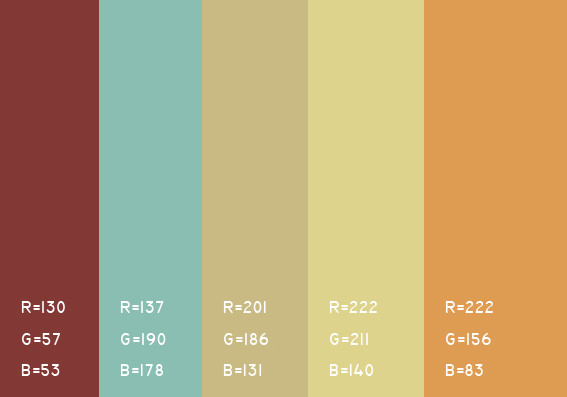 R=130
G=57
B=53
R=137
G=190
B=178
R=201
G=186
B=131
R=222
G=211
B=140
R=222
G=156
B=83